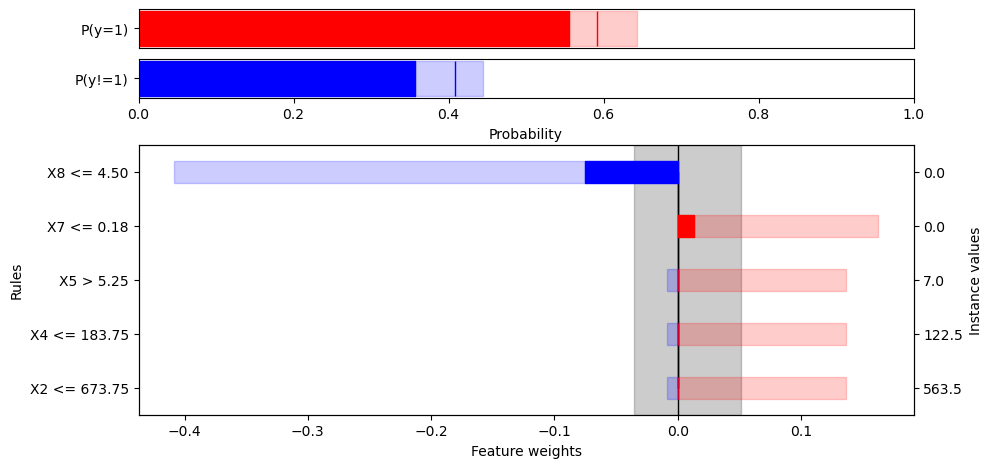 P(y=1)
P(y!=1)
0.0 0.2 0.4 0.6 0.8 1.0
Probability
X8 <= 4.50 0.0
X7 <= 0.18 0.0
X5 > 5.25 7.0
X4 <= 183.75 122.5
X2 <= 673.75 563.5
Rules
Instance values
−0.4 −0.3 −0.2 −0.1 0.0 0.1
Feature weights